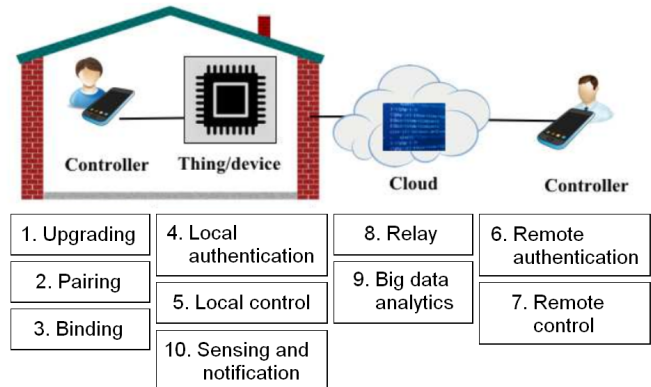 Controller
Thing/device
Cloud
Controller
1. Upgrading
2. Pairing
3. Binding
4. Local
authentication
5. Local control
10. Sensing and
notification
8. Relay
9. Big data
analytics
6. Remote
authentication
7. Remote
control